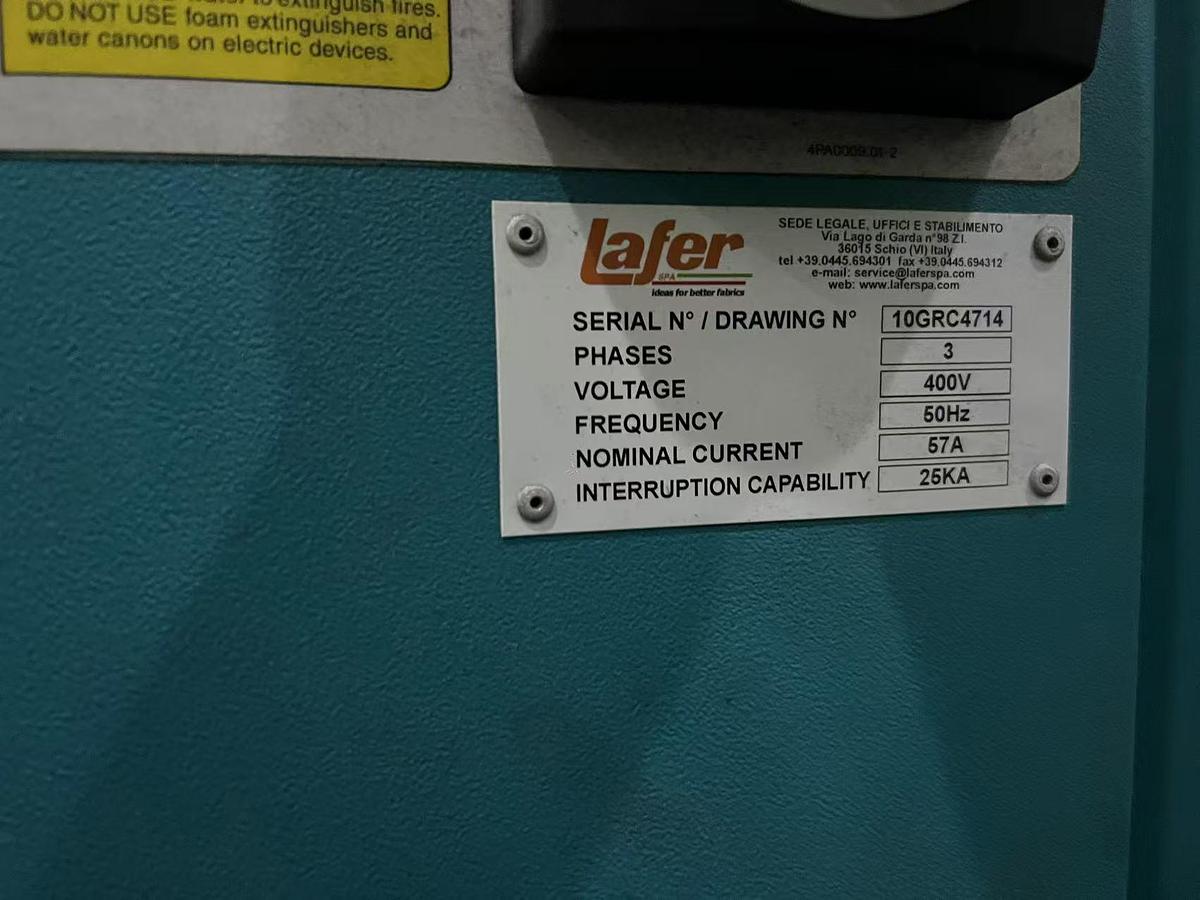 to extinguish fires.
DO NOT USE foam extinguishers and
water canons on electric devices.
4PA0009.01-2
Lafer
SPA
ideas for better fabrics
SEDE LEGALE, UFFICI E STABILIMENTO
Via Lago di Garda n°98 Z.I.
36015 Schio (VI) Italy
tel +39.0445.694301 fax +39.0445.694312
e-mail: service@laferspa.com
web: www.laferspa.com
SERIAL N° / DRAWING N° 10GRC4714
PHASES 3
VOLTAGE 400V
FREQUENCY 50Hz
NOMINAL CURRENT 57A
INTERRUPTION CAPABILITY 25KA